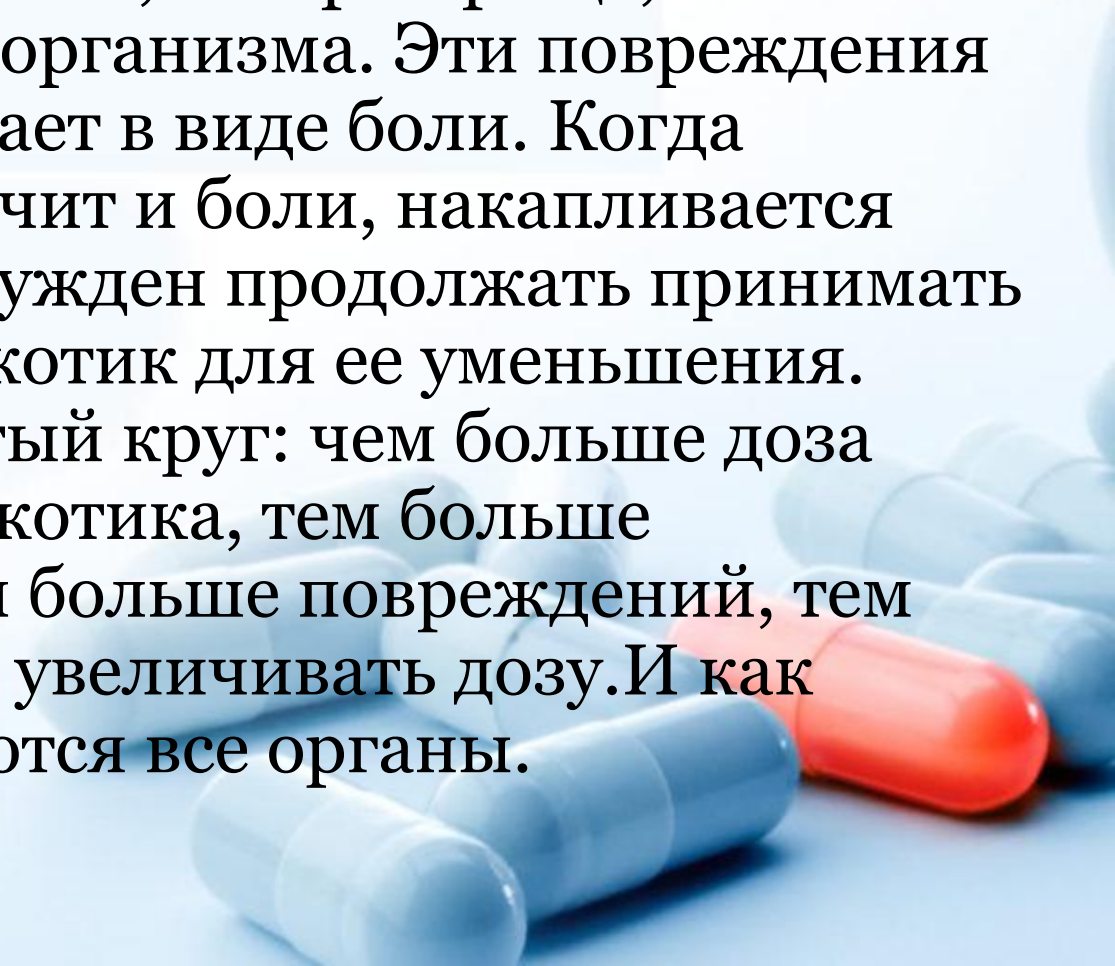 организма. Эти повреждения
ает в виде боли. Когда
чит и боли, накапливается
ужден продолжать принимать
котик для ее уменьшения.
тый круг: чем больше доза
котика, тем больше
больше повреждений, тем
увеличивать дозу.И как
отся все органы.